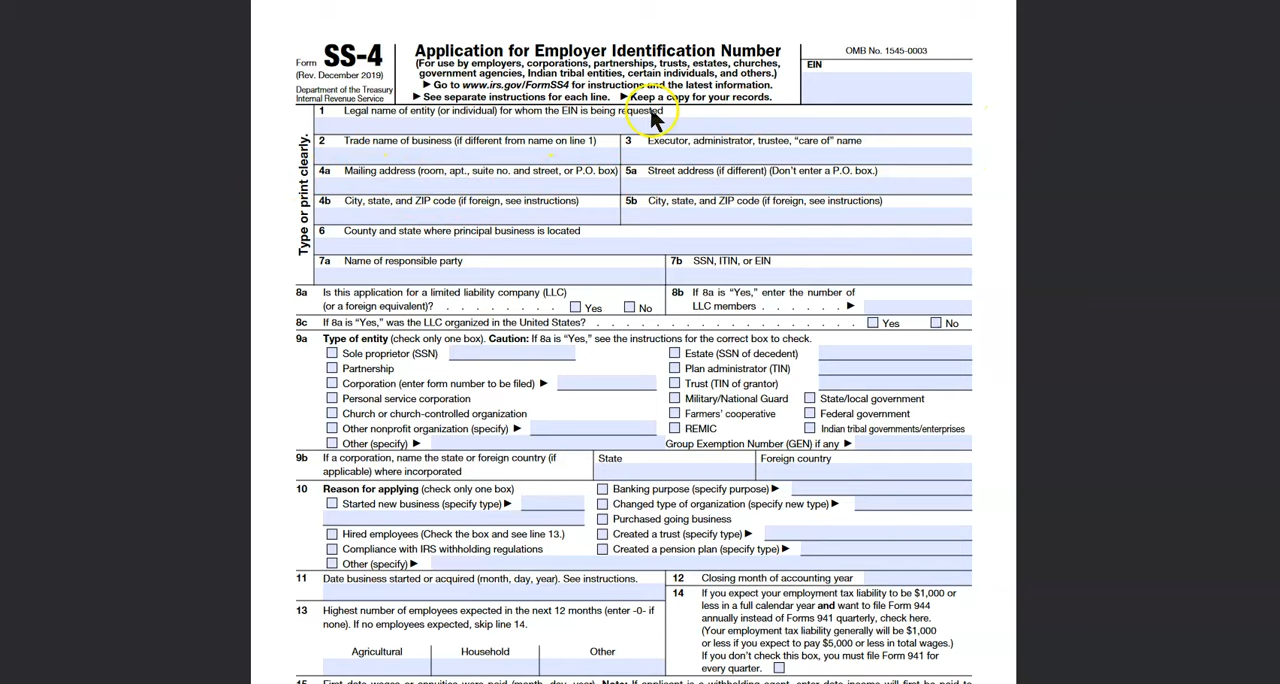 Form SS-4
(Rev. December 2019)
Department of the Treasury
Internal Revenue Service
Application for Employer Identification Number
(For use by employers, corporations, partnerships, trusts, estates, churches,
government agencies, Indian tribal entities, certain individuals, and others.)
▶ Go to www.irs.gov/FormSS4 for instructions and the latest information.
▶ See separate instructions for each line. ▶ Keep a copy for your records.
OMB No. 1545-0003
EIN
Type or print clearly.
1 Legal name of entity (or individual) for whom the EIN is being requested
2 Trade name of business (if different from name on line 1)
3 Executor, administrator, trustee, “care of” name
4a Mailing address (room, apt., suite no. and street, or P.O. box)
5a Street address (if different) (Don’t enter a P.O. box.)
4b City, state, and ZIP code (if foreign, see instructions)
5b City, state, and ZIP code (if foreign, see instructions)
6 County and state where principal business is located
7a Name of responsible party
7b SSN, ITIN, or EIN
8a Is this application for a limited liability company (LLC)
(or a foreign equivalent)? . . . . . . . . Yes No
8b If 8a is “Yes,” enter the number of
LLC members . . . . . . ▶
8c If 8a is “Yes,” was the LLC organized in the United States? . . . . . . . . . . . . . . . . . . Yes No
9a Type of entity (check only one box). Caution: If 8a is “Yes,” see the instructions for the correct box to check.
Sole proprietor (SSN)
Partnership
Corporation (enter form number to be filed) ▶
Personal service corporation
Church or church-controlled organization
Other nonprofit organization (specify) ▶
Other (specify) ▶
Estate (SSN of decedent)
Plan administrator (TIN)
Trust (TIN of grantor)
Military/National Guard State/local government
Farmers’ cooperative Federal government
REMIC Indian tribal governments/enterprises
Group Exemption Number (GEN) if any ▶
9b If a corporation, name the state or foreign country (if
applicable) where incorporated
State
Foreign country
10 Reason for applying (check only one box)
Started new business (specify type) ▶
Hired employees (Check the box and see line 13.)
Compliance with IRS withholding regulations
Other (specify) ▶
Banking purpose (specify purpose) ▶
Changed type of organization (specify new type) ▶
Purchased going business
Created a trust (specify type) ▶
Created a pension plan (specify type) ▶
11 Date business started or acquired (month, day, year). See instructions.
12 Closing month of accounting year
13 Highest number of employees expected in the next 12 months (enter -0- if
none). If no employees expected, skip line 14.
Agricultural Household Other
14 If you expect your employment tax liability to be $1,000 or
less in a full calendar year and want to file Form 944
annually instead of Forms 941 quarterly, check here.
(Your employment tax liability generally will be $1,000
or less if you expect to pay $5,000 or less in total wages.)
If you don’t check this box, you must file Form 941 for
every quarter.
15 First date wages or annuities were paid (month, day, year). Note: If applicant is a withholding agent, enter date income will first be paid to